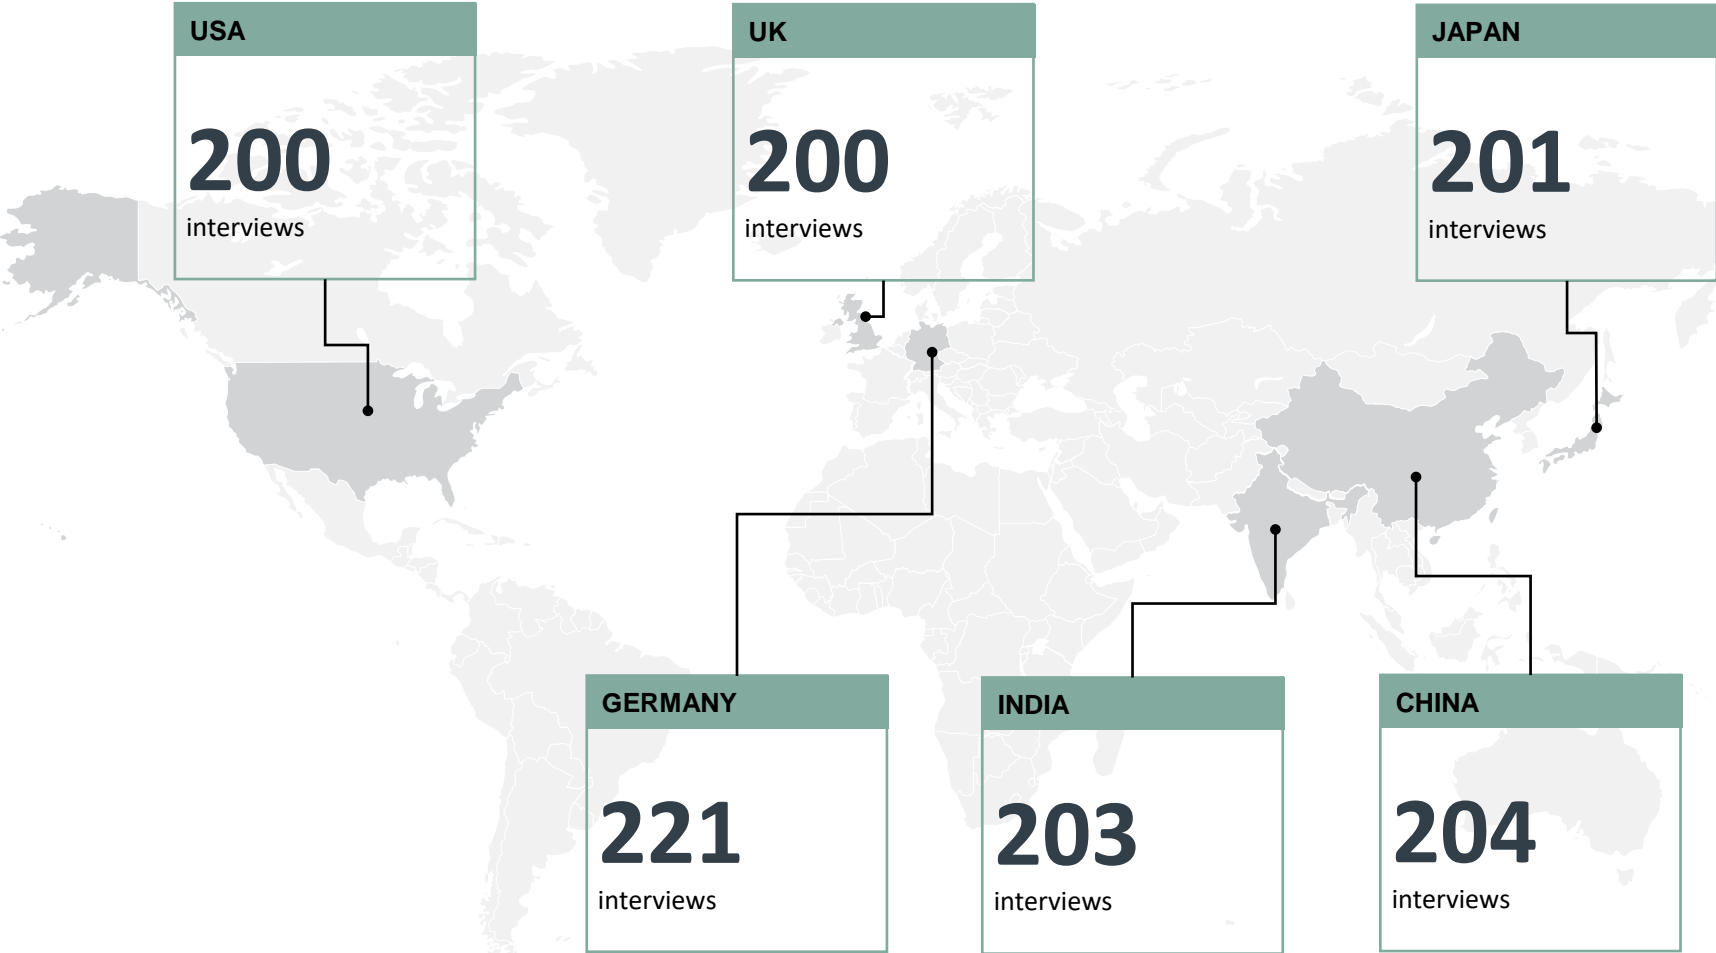 USA
200
interviews
UK
200
interviews
JAPAN
201
interviews
GERMANY
221
interviews
INDIA
203
interviews
CHINA
204
interviews